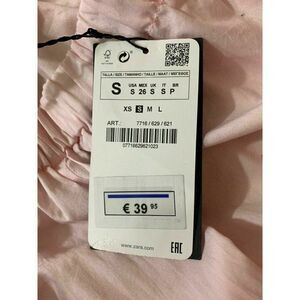 FSC
TALLA / SIZE / TAMANHO / TAILLE / MAAT /
S
USA MEX UK IT BR
S 26 S S P
XS S M L
ART.: 7716 / 629 / 621
07716629621023
€ 39 95
www.zara.com
EAC